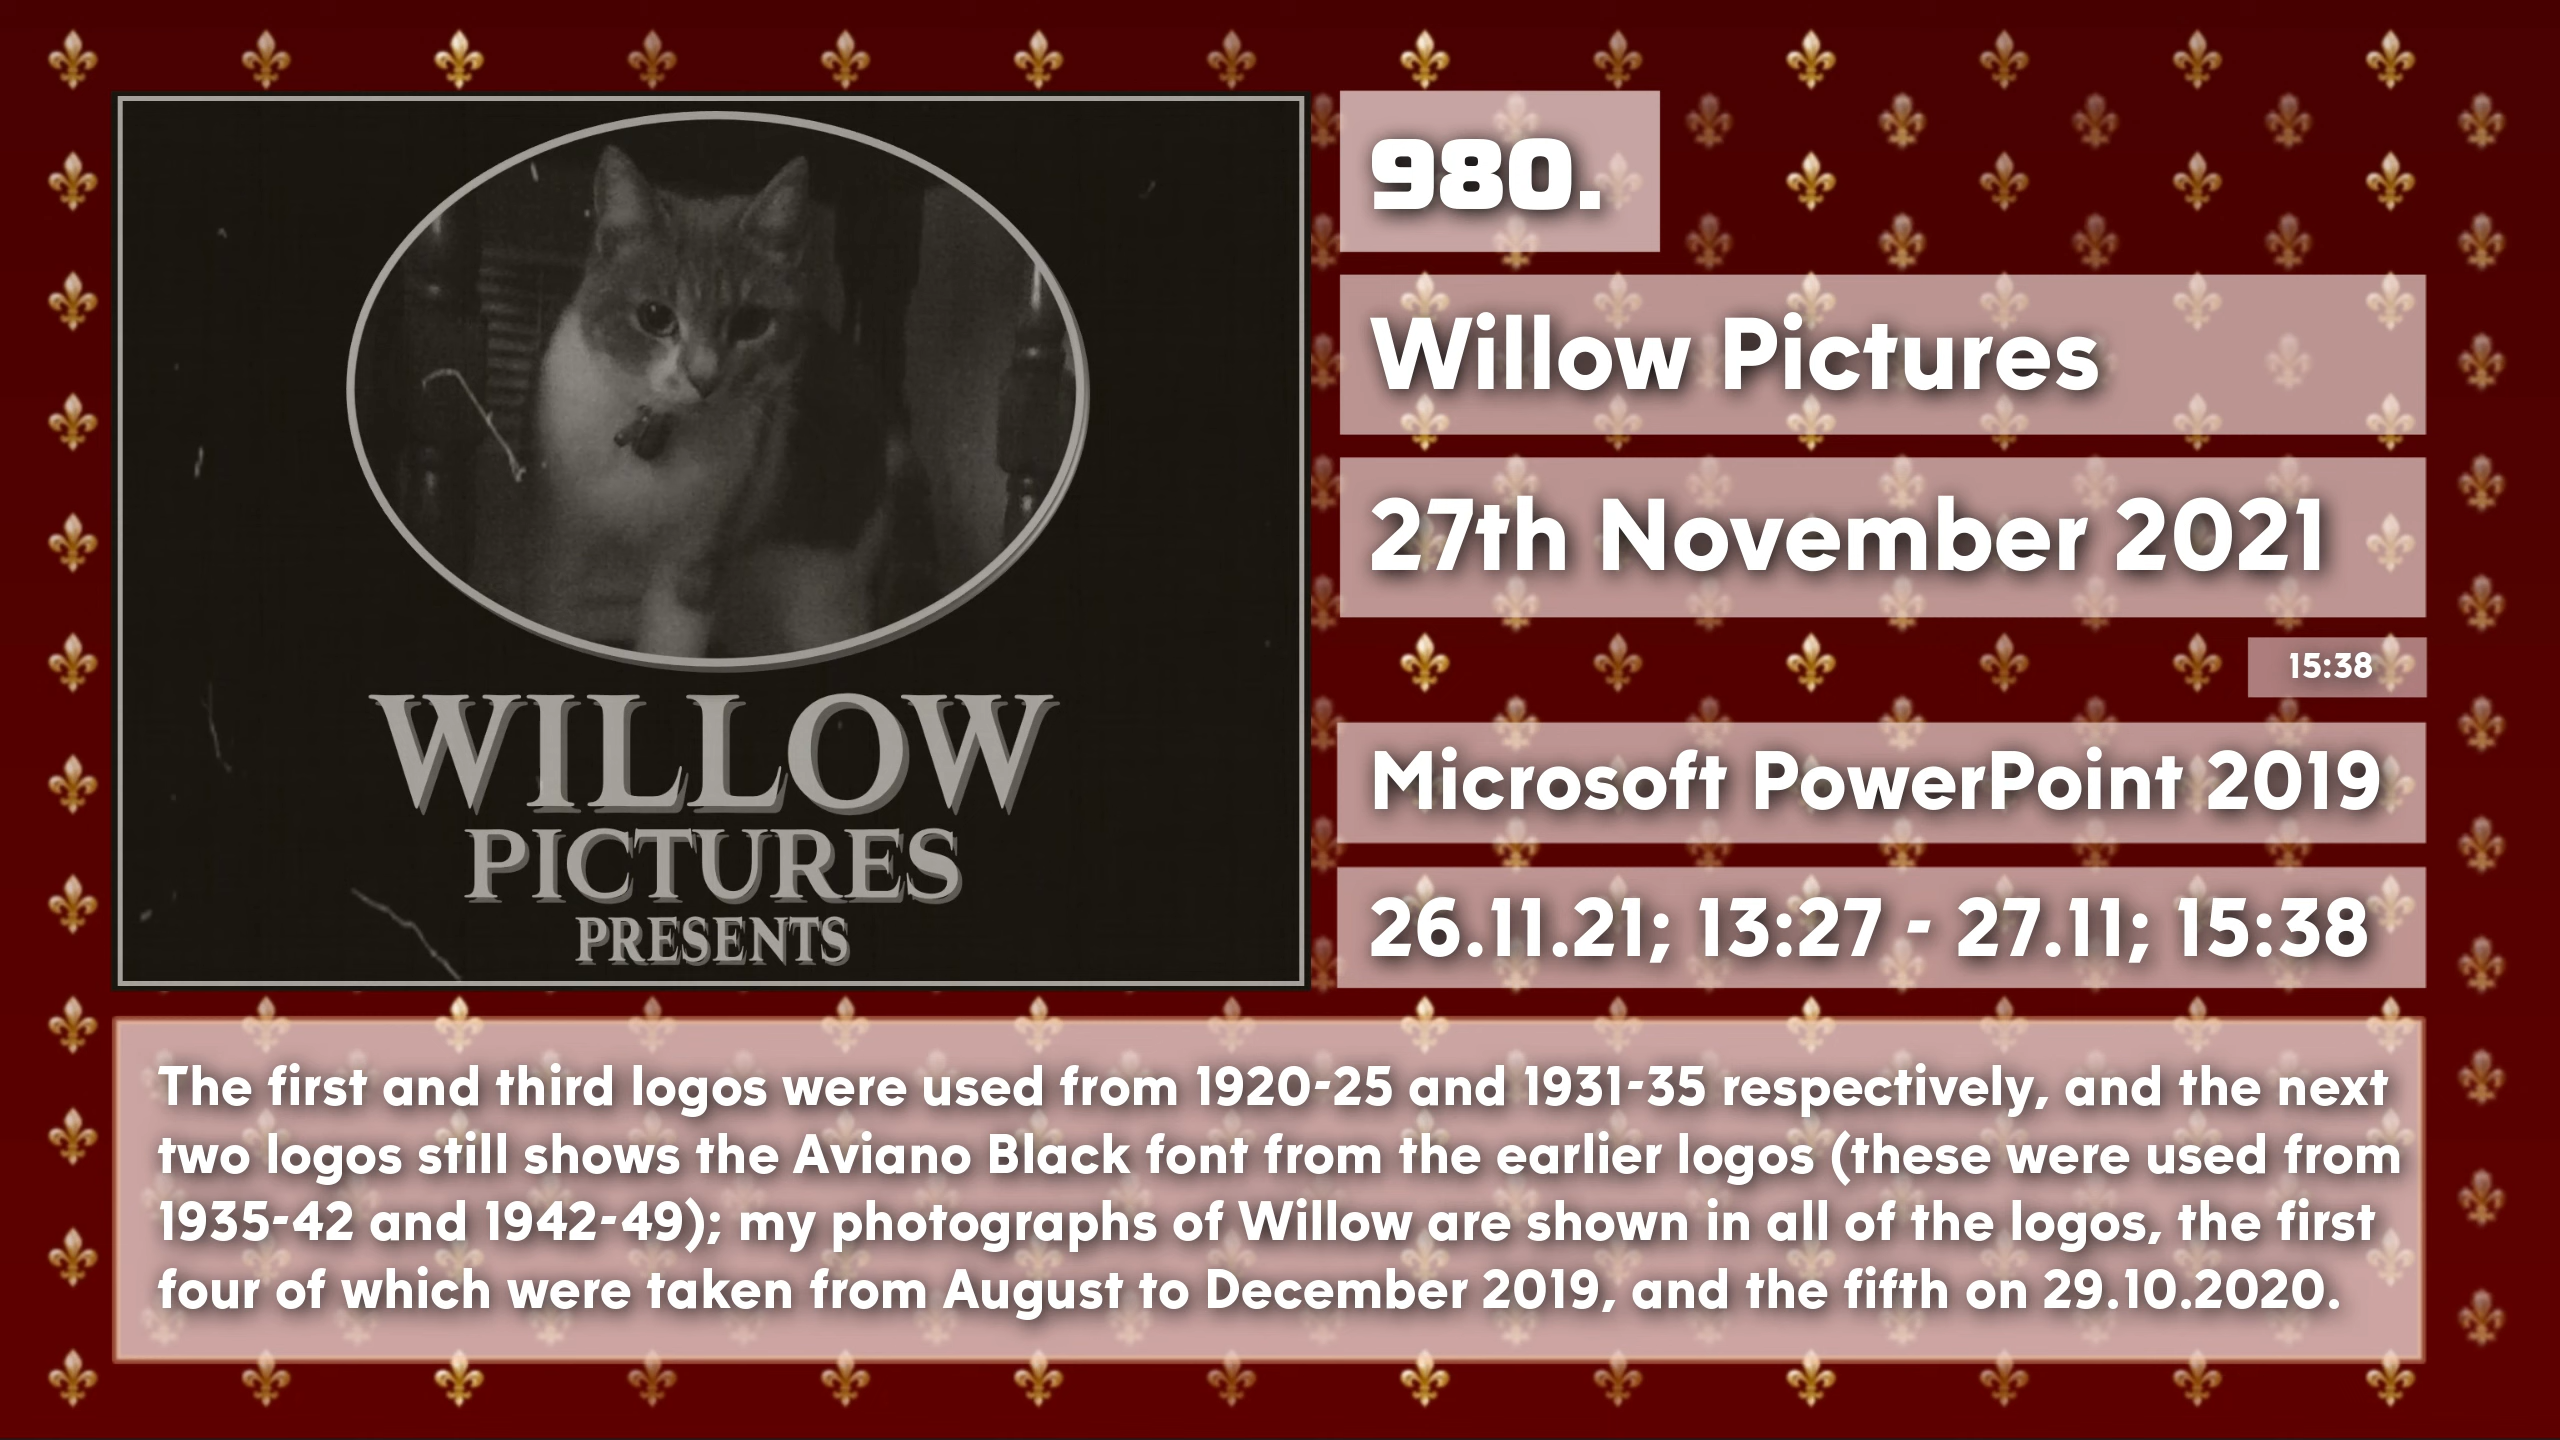 WILLOW
PICTURES
PRESENTS
980.
Willow Pictures
27th November 2021
15:38
Microsoft PowerPoint 2019
26.11.21; 13:27 - 27.11; 15:38
The first and third logos were used from 1920-25 and 1931-35 respectively, and the next
two logos still shows the Aviano Black font from the earlier logos (these were used from
1935-42 and 1942-49); my photographs of Willow are shown in all of the logos, the first
four of which were taken from August to December 2019, and the fifth on 29.10.2020.